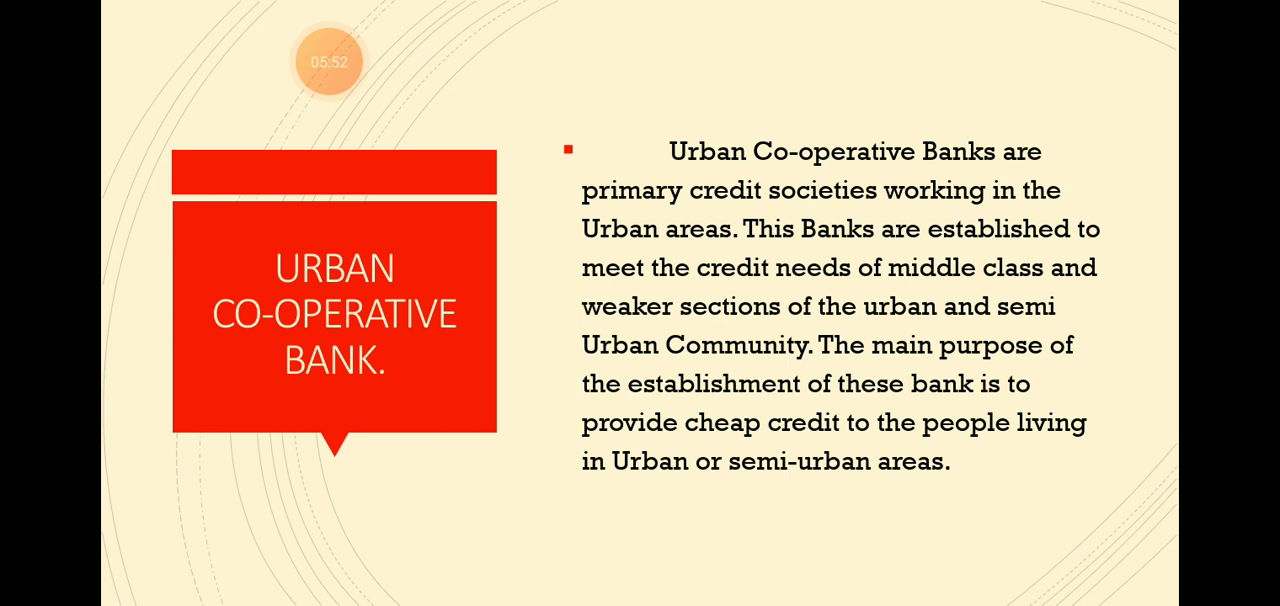 05:52
URBAN
CO-OPERATIVE
BANK.
Urban Co-operative Banks are
primary credit societies working in the
Urban areas. This Banks are established to
meet the credit needs of middle class and
weaker sections of the urban and semi
Urban Community. The main purpose of
the establishment of these bank is to
provide cheap credit to the people living
in Urban or semi-urban areas.